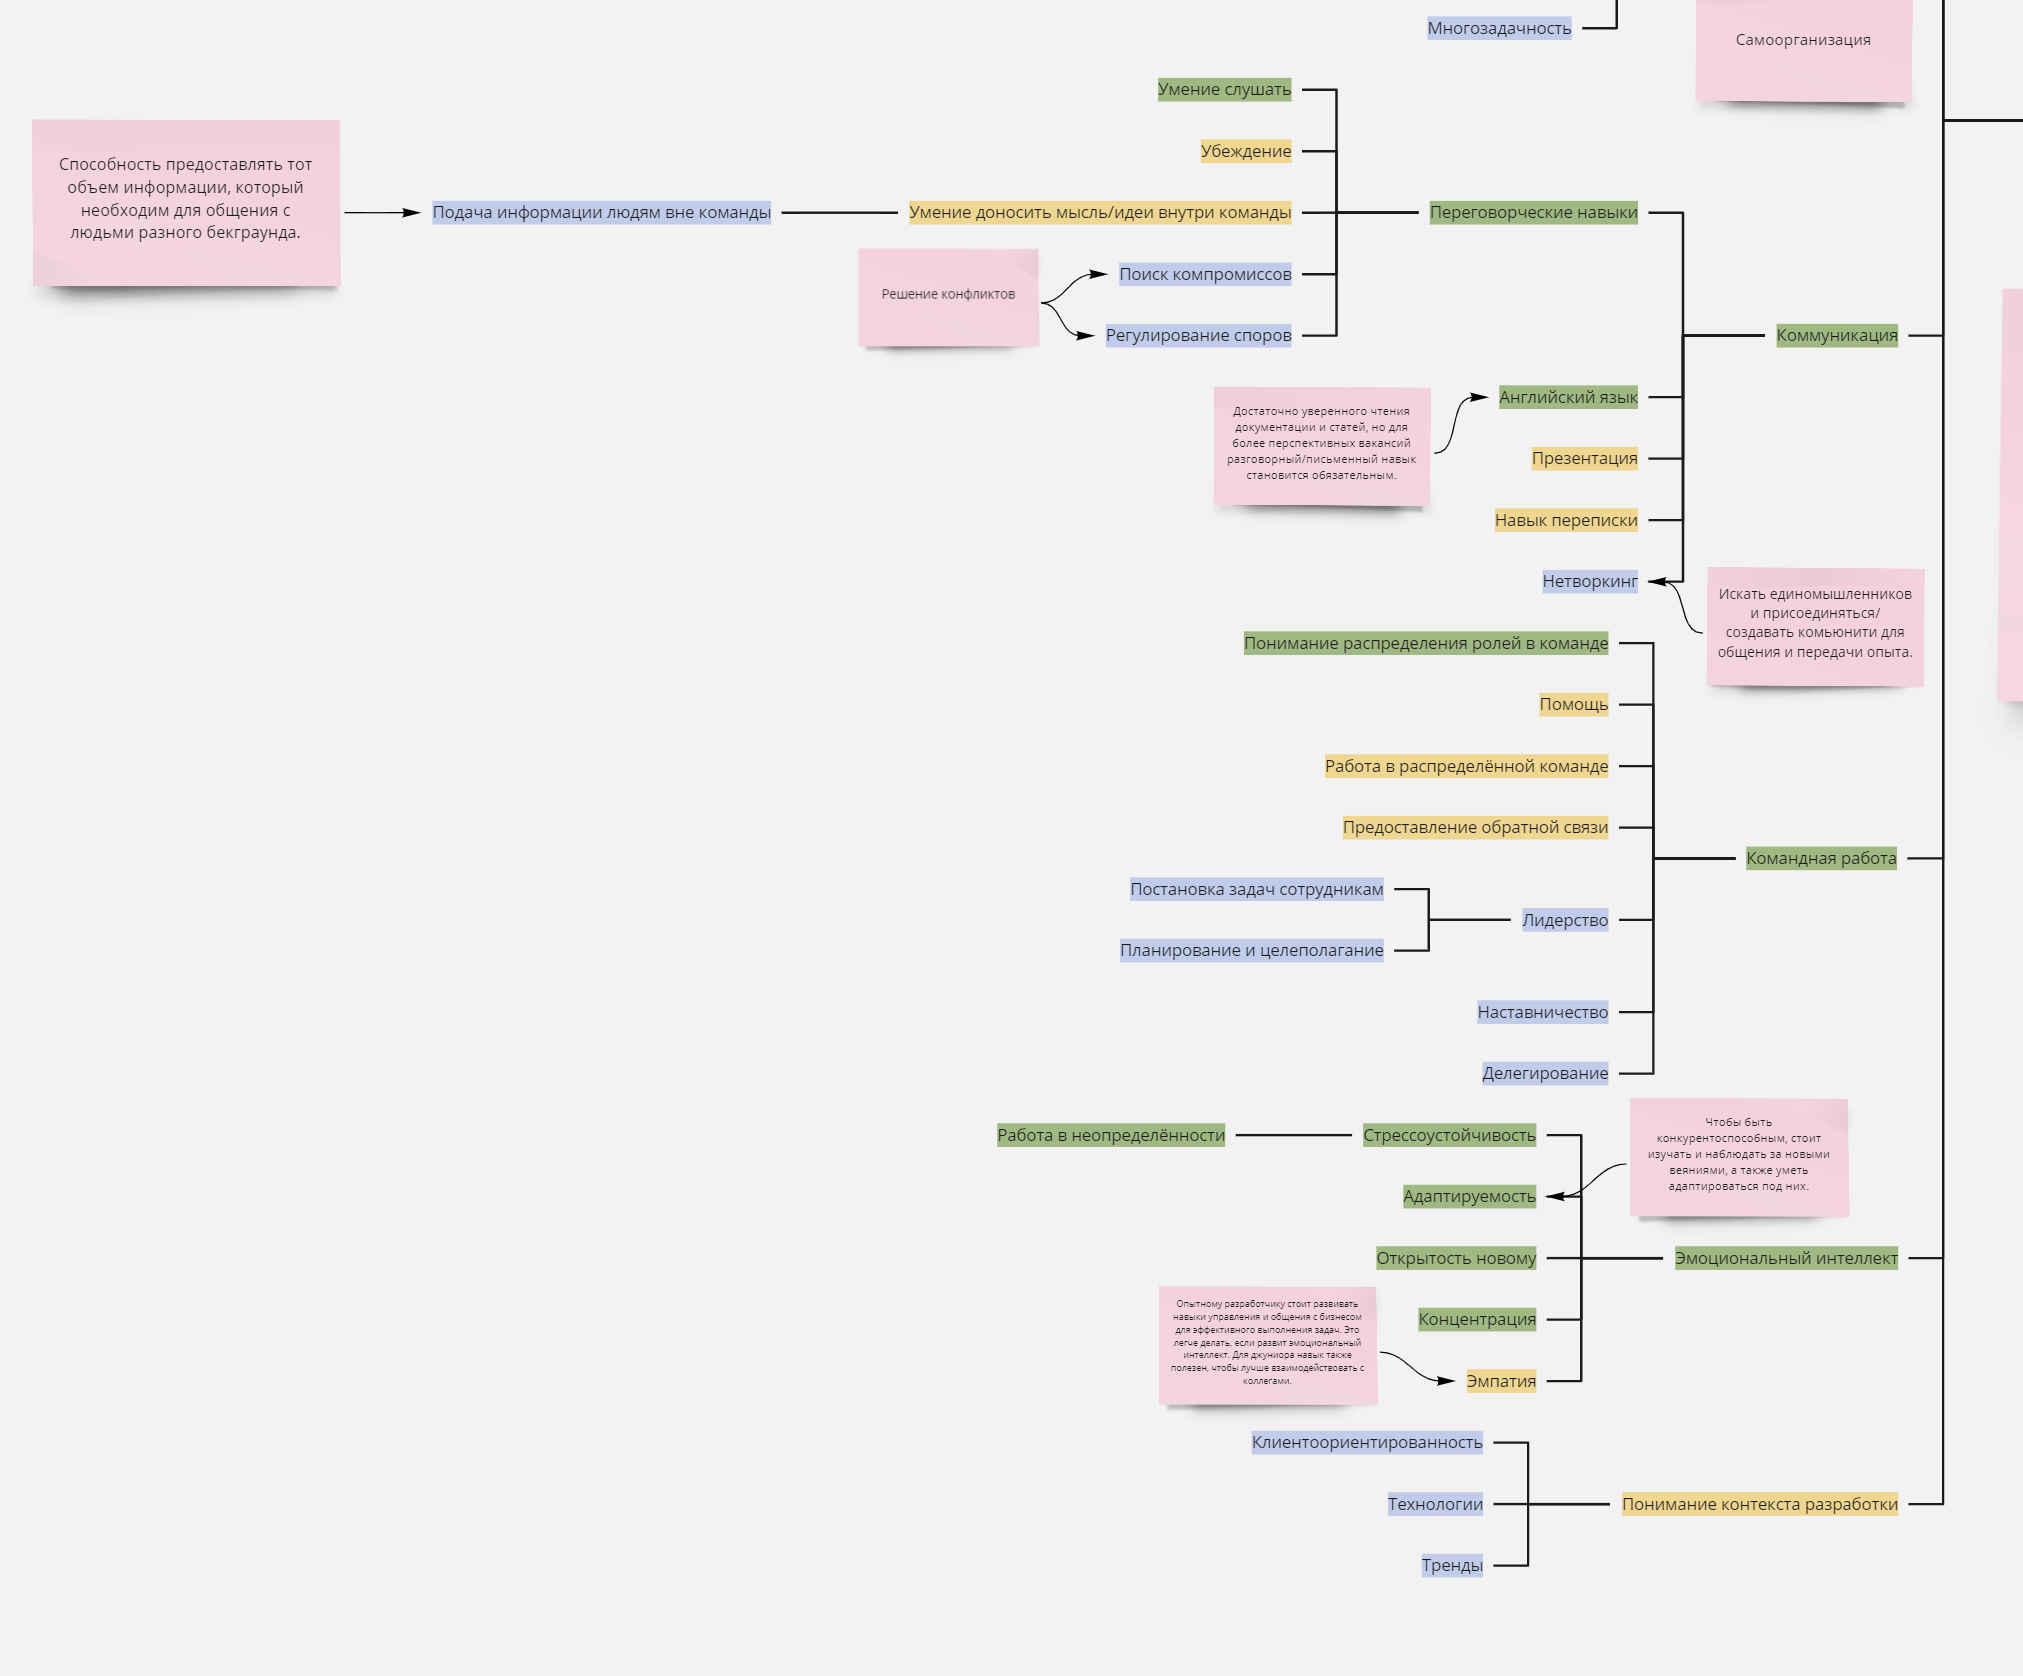 Многозадачность
Самоорганизация
Умение слушать
Убеждение
Способность предоставлять тот
объем информации, который
необходим для общения с
людьми разного бекграунда.
Подача информации людям вне команды
Умение доносить мысль/идеи внутри команды
Переговорческие навыки
Решение конфликтов
Поиск компромиссов
Регулирование споров
Коммуникация
Английский язык
Достаточно уверенного чтения
документации и статей, но для
более перспективных вакансий
разговорный/письменный навык
становится обязательным.
Презентация
Навык переписки
Нетворкинг
Искать единомышленников
и присоединяться/
создавать комьюнити для
общения и передачи опыта.
Понимание распределения ролей в команде
Помощь
Работа в распределённой команде
Предоставление обратной связи
Командная работа
Постановка задач сотрудникам
Лидерство
Планирование и целеполагание
Наставничество
Делегирование
Работа в неопределённости
Стрессоустойчивость
Чтобы быть
конкурентоспособным, стоит
изучать и наблюдать за новыми
веяниями, а также уметь
адаптироваться под них.
Адаптируемость
Открытость новому
Эмоциональный интеллект
Концентрация
Опытному разработчику стоит развивать
навыки управления и общения с бизнесом
для эффективного выполнения задач. Это
легче делать, если развит эмоциональный
интеллект. Для джуниора навык также
полезен, чтобы лучше взаимодействовать с
коллегами.
Эмпатия
Клиентоориентированность
Технологии
Понимание контекста разработки
Тренды